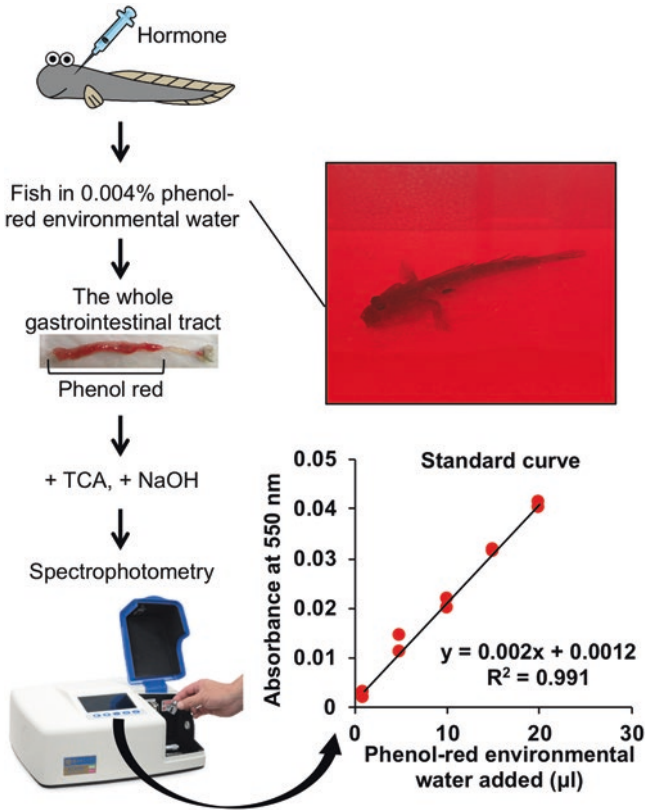 Hormone
Fish in 0.004% phenol-
red environmental water
The whole
gastrointestinal tract
Phenol red
+ TCA, + NaOH
Spectrophotometry
Standard curve
Absorbance at 550 nm
0.05
0.04
0.03
0.02
0.01
0
y = 0.002x + 0.0012
R² = 0.991
0
10
20
30
Phenol-red environmental
water added (µl)